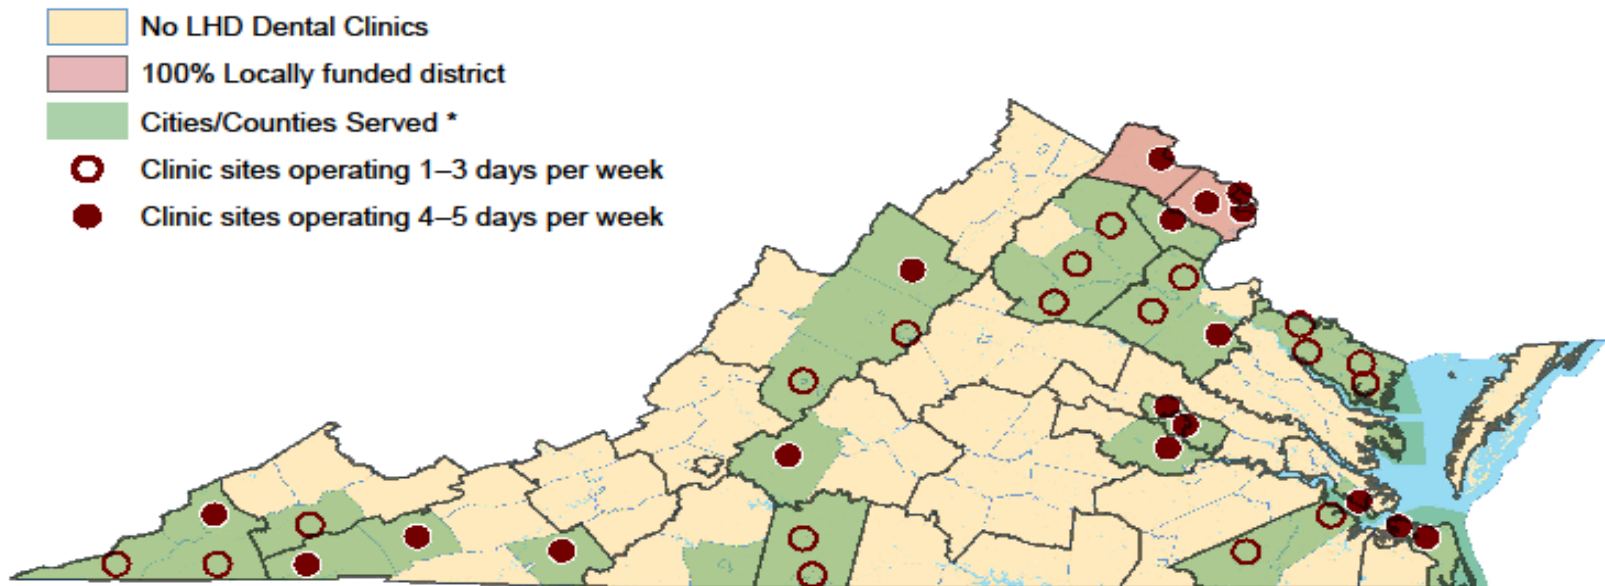 No LHD Dental Clinics
100% Locally funded district
Cities/Counties Served *
Clinic sites operating 1–3 days per week
Clinic sites operating 4–5 days per week